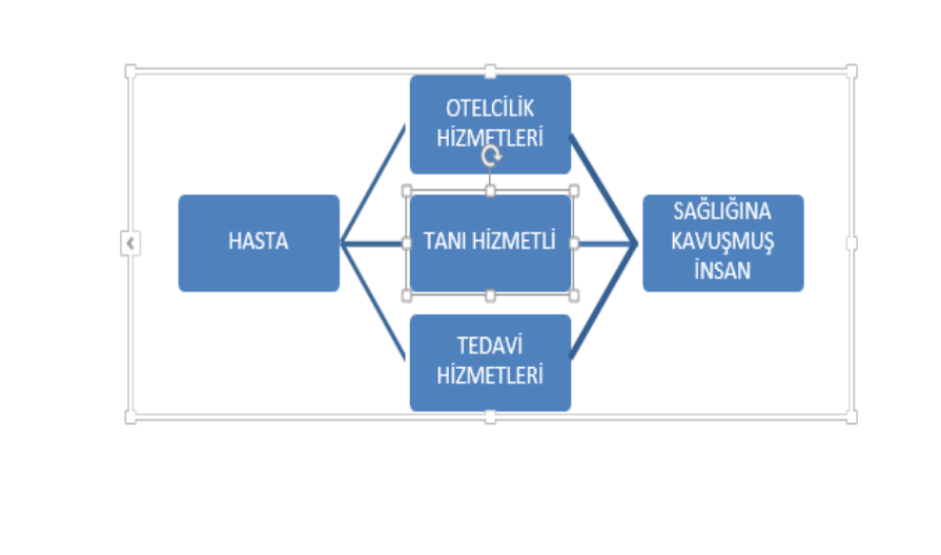 OTELCİLİK
HİZMETLERİ
HASTA
TANI HİZMETLİ
SAĞLIĞINA
KAVUŞMUŞ
İNSAN
TEDAVİ
HİZMETLERİ